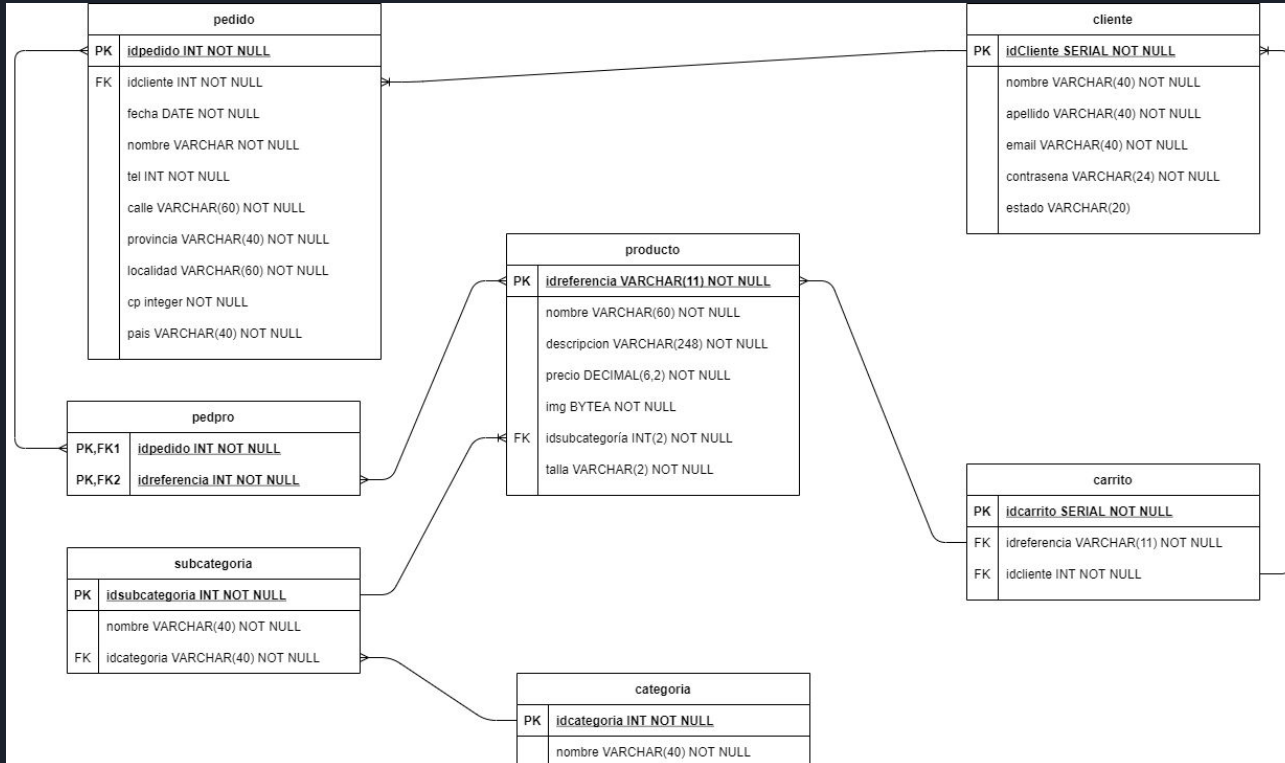 pedido
PK idpedido INT NOT NULL
FK idcliente INT NOT NULL
fecha DATE NOT NULL
nombre VARCHAR NOT NULL
tel INT NOT NULL
calle VARCHAR(60) NOT NULL
provincia VARCHAR(40) NOT NULL
localidad VARCHAR(60) NOT NULL
cp integer NOT NULL
pais VARCHAR(40) NOT NULL
cliente
PK idCliente SERIAL NOT NULL
nombre VARCHAR(40) NOT NULL
apellido VARCHAR(40) NOT NULL
email VARCHAR(40) NOT NULL
contrasena VARCHAR(24) NOT NULL
estado VARCHAR(20)
producto
PK idreferencia VARCHAR(11) NOT NULL
nombre VARCHAR(60) NOT NULL
descripcion VARCHAR(248) NOT NULL
precio DECIMAL(6,2) NOT NULL
img BYTEA NOT NULL
FK idsubcategoría INT(2) NOT NULL
talla VARCHAR(2) NOT NULL
pedpro
PK,FK1 idpedido INT NOT NULL
PK,FK2 idreferencia INT NOT NULL
carrito
PK idcarrito SERIAL NOT NULL
FK idreferencia VARCHAR(11) NOT NULL
FK idcliente INT NOT NULL
subcategoria
PK idsubcategoria INT NOT NULL
nombre VARCHAR(40) NOT NULL
FK idcategoria VARCHAR(40) NOT NULL
categoria
PK idcategoria INT NOT NULL
nombre VARCHAR(40) NOT NULL